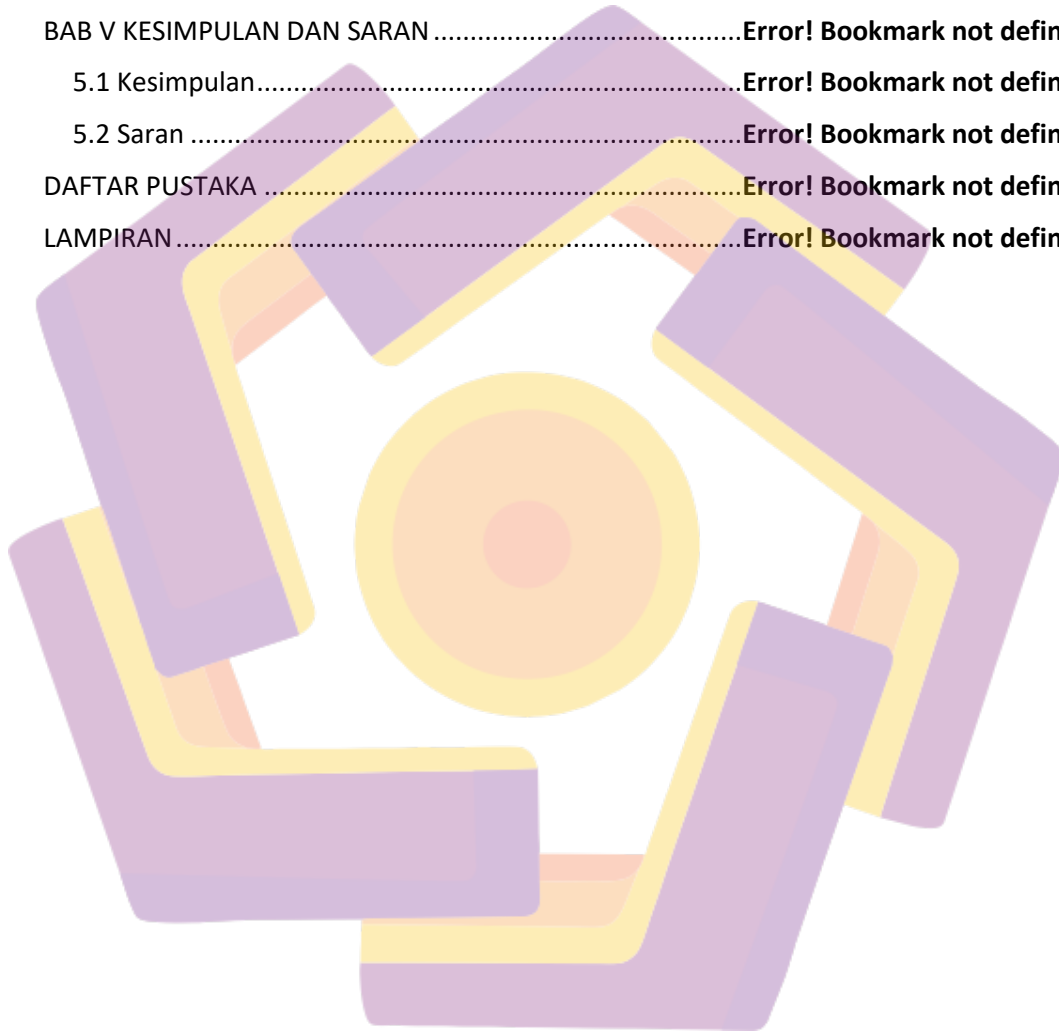 BAB V KESIMPULAN DAN SARAN ........................................ Error! Bookmark not defin
5.1 Kesimpulan ........................................ Error! Bookmark not defin
5.2 Saran ........................................ Error! Bookmark not defin
DAFTAR PUSTAKA ........................................ Error! Bookmark not defin
LAMPIRAN ........................................ Error! Bookmark not defin